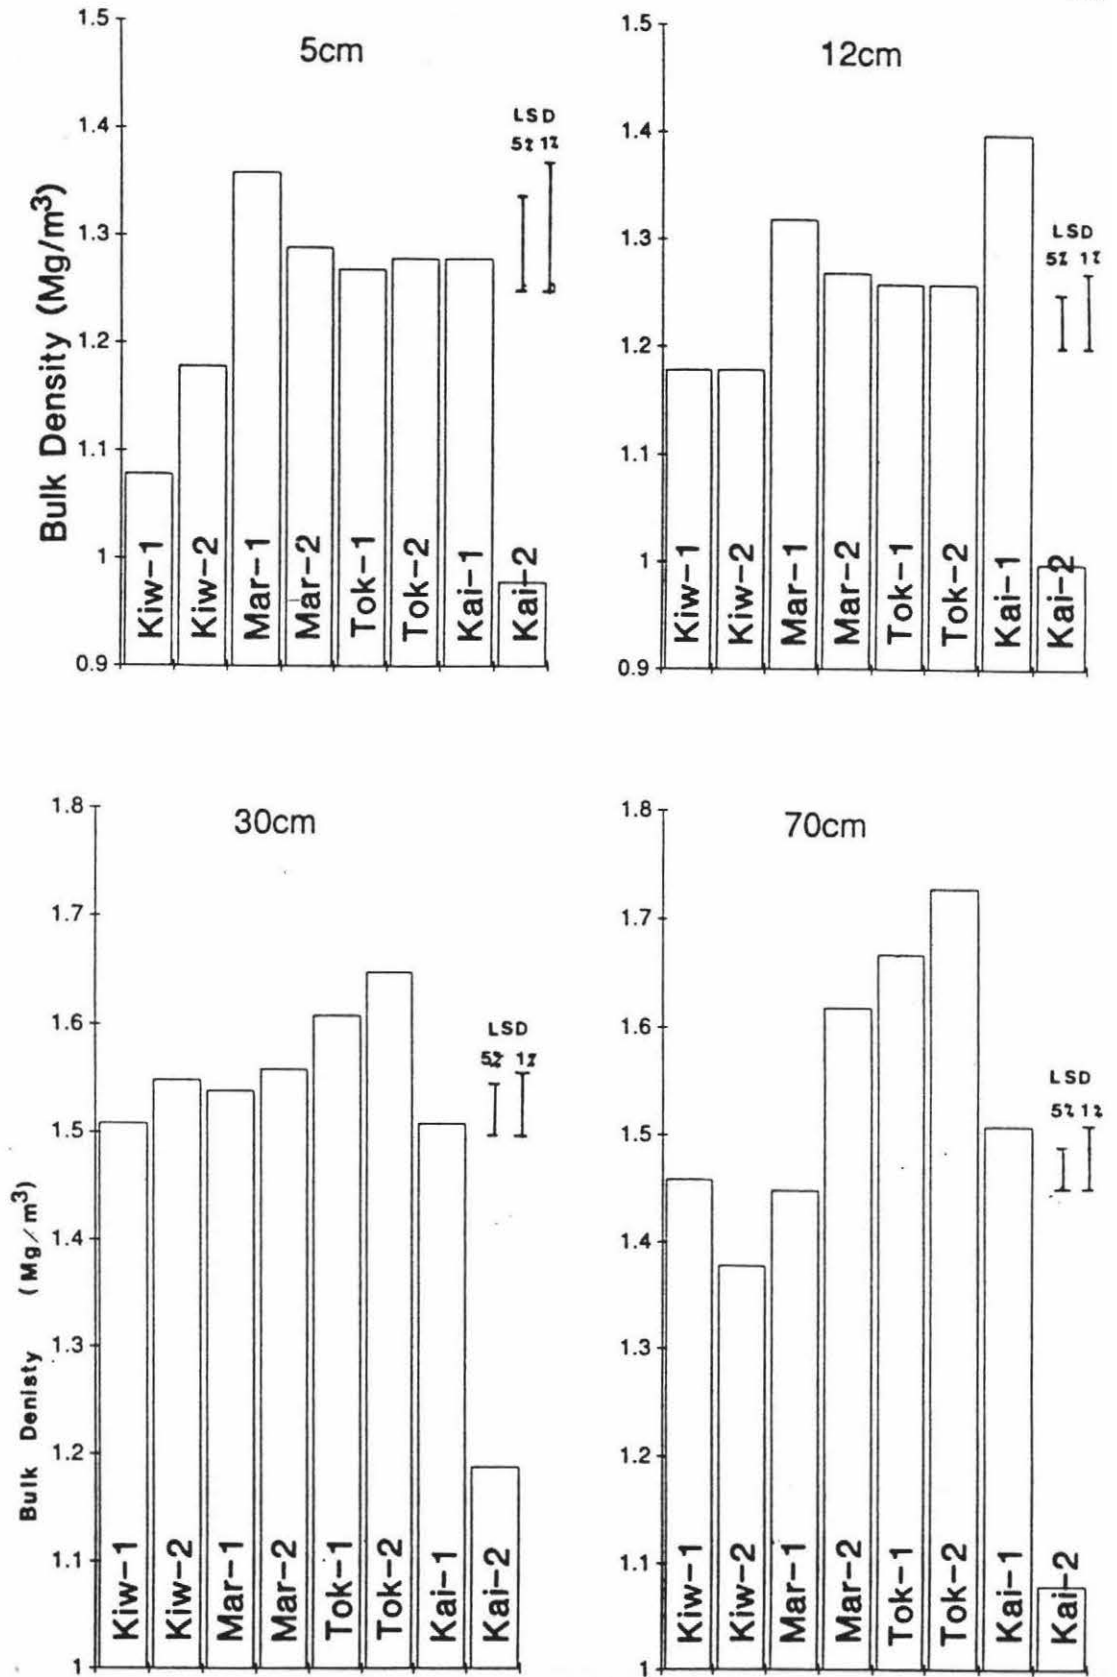 5cm
Bulk Density (Mg/m³)
1.5
1.4
1.3
1.2
1.1
1
0.9
LSD
5% 1%
Kiw-1
Kiw-2
Mar-1
Mar-2
Tok-1
Tok-2
Kai-1
Kai-2
12cm
1.5
1.4
1.3
1.2
1.1
1
0.9
LSD
5% 1%
Kiw-1
Kiw-2
Mar-1
Mar-2
Tok-1
Tok-2
Kai-1
Kai-2
30cm
Bulk Denisty (Mg/m³)
1.8
1.7
1.6
1.5
1.4
1.3
1.2
1.1
1
LSD
5% 1%
Kiw-1
Kiw-2
Mar-1
Mar-2
Tok-1
Tok-2
Kai-1
Kai-2
70cm
1.8
1.7
1.6
1.5
1.4
1.3
1.2
1.1
1
LSD
5% 1%
Kiw-1
Kiw-2
Mar-1
Mar-2
Tok-1
Tok-2
Kai-1
Kai-2